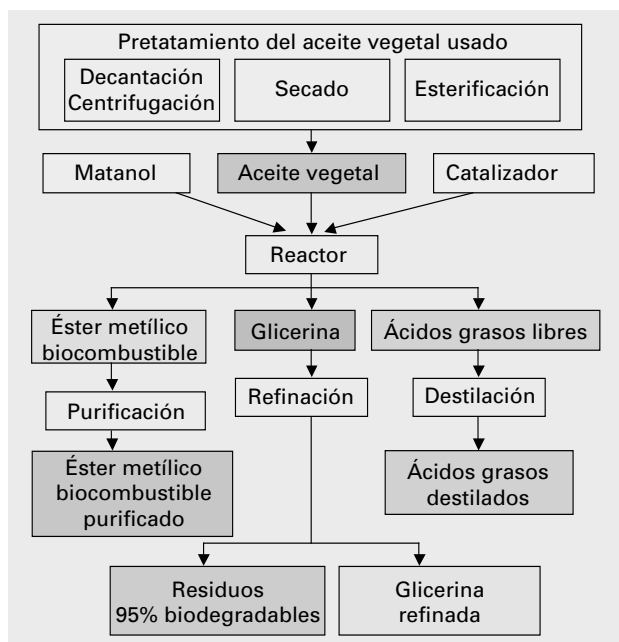 Pretatamiento del aceite vegetal usado
Decantación
Centrifugación
Secado
Esterificación
Matanol
Aceite vegetal
Catalizador
Reactor
Éster metílico
biocombustible
Glicerina
Ácidos grasos libres
Purificación
Refinación
Destilación
Éster metílico
biocombustible
purificado
Ácidos grasos
destilados
Residuos
95% biodegradables
Glicerina
refinada